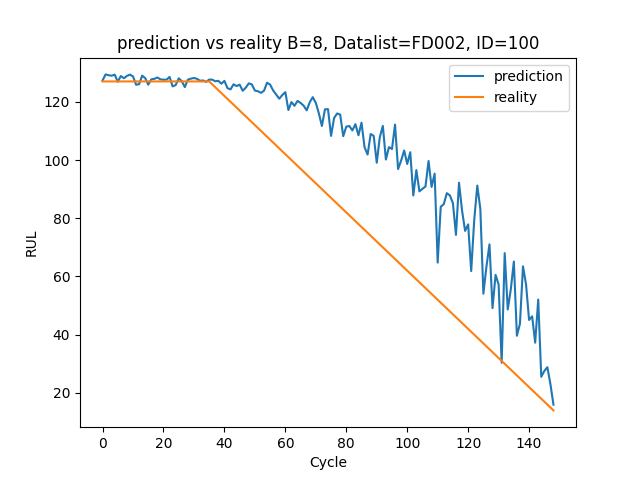 prediction vs reality B=8, Datalist=FD002, ID=100
prediction
reality
120
100
80
60
40
20
RUL
0 20 40 60 80 100 120 140
Cycle